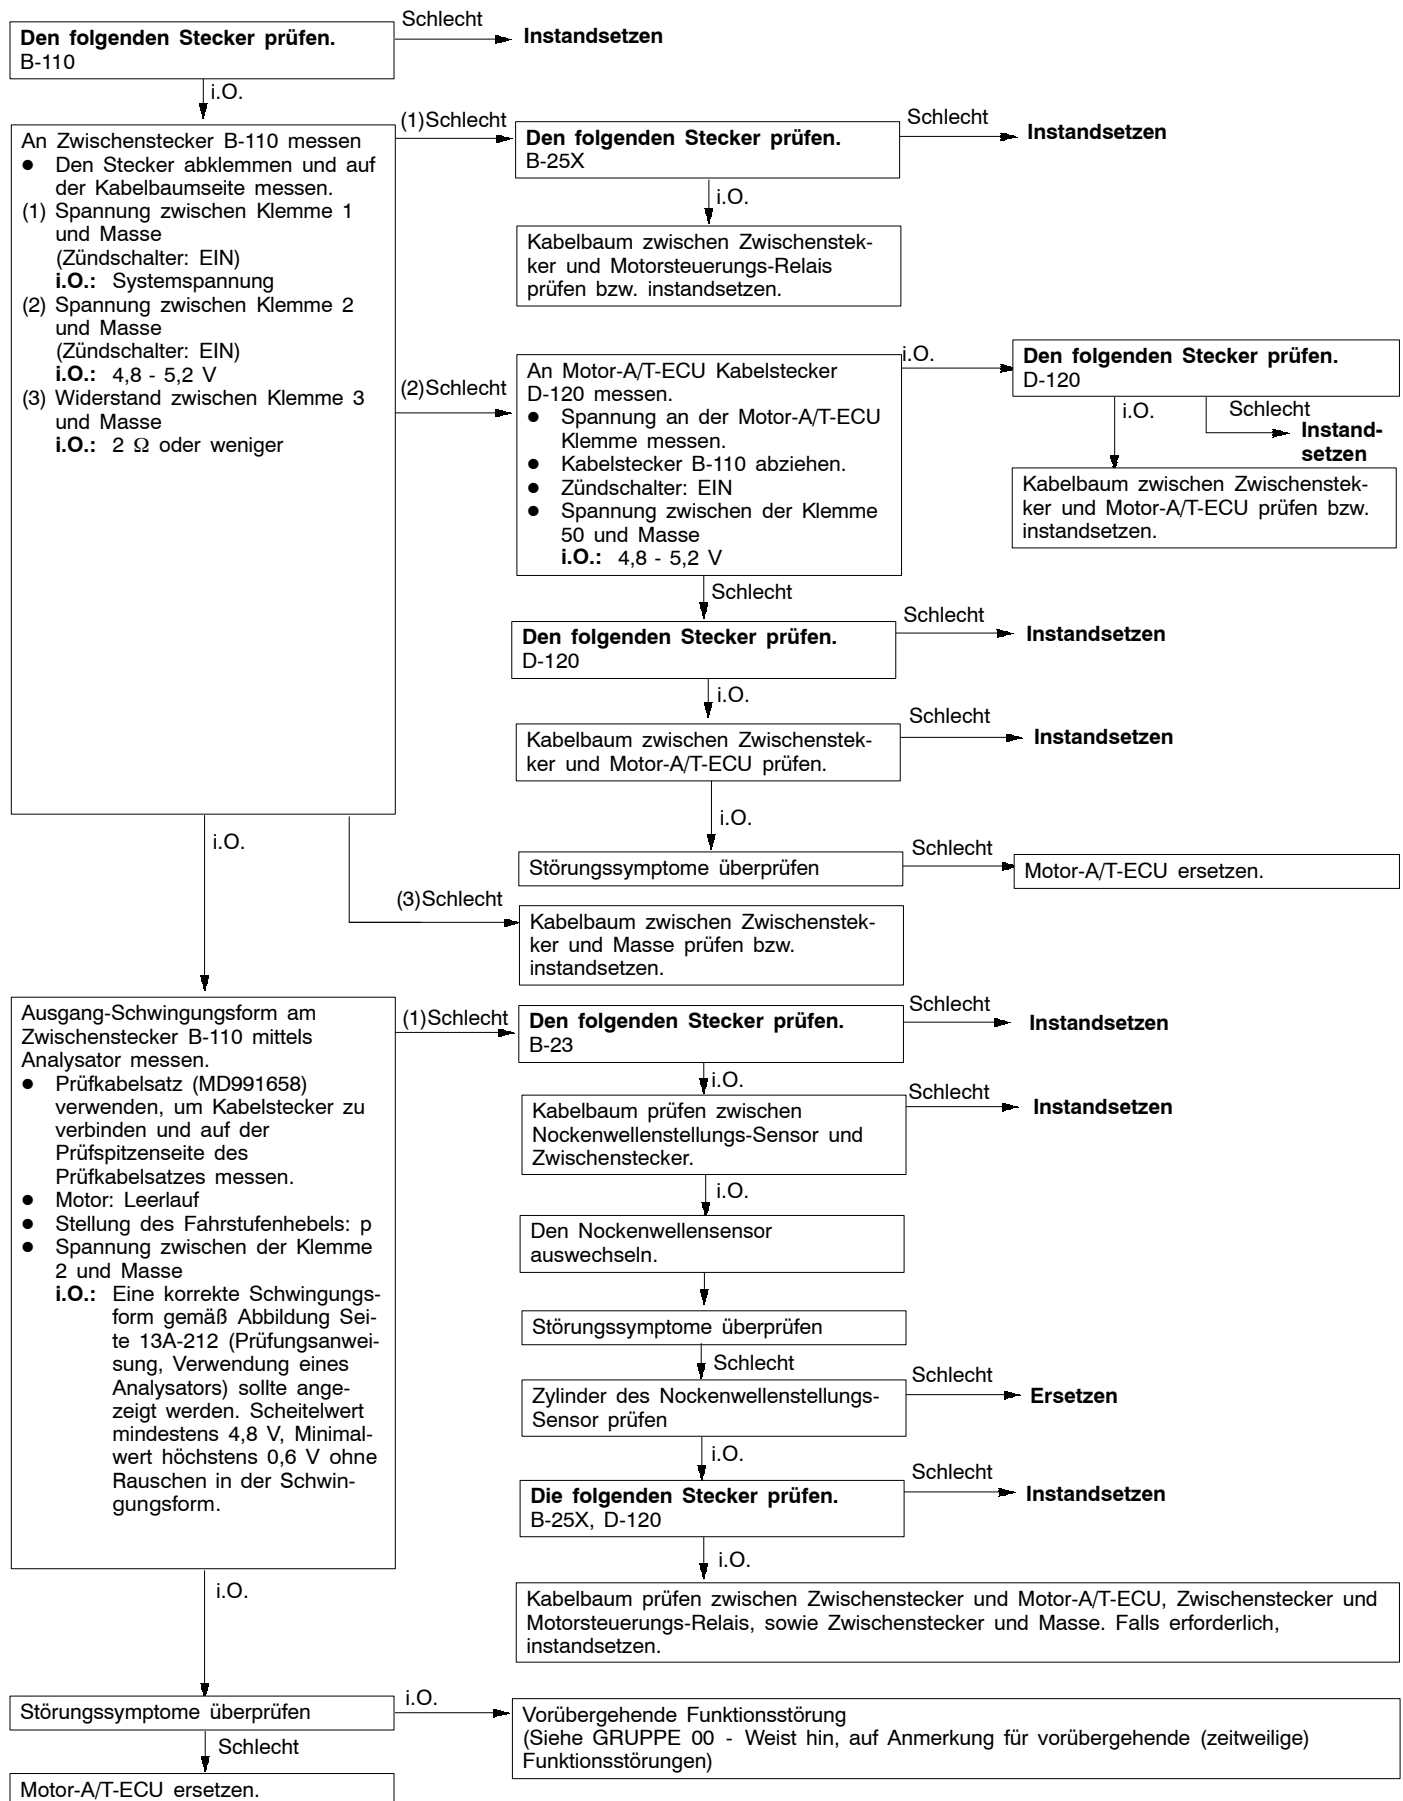 Den folgenden Stecker prüfen.
B-110
Schlecht
Instandsetzen
i.O.
An Zwischenstecker B-110 messen
● Den Stecker abklemmen und auf
der Kabelbaumseite messen.
(1) Spannung zwischen Klemme 1
und Masse
(Zündschalter: EIN)
i.O.: Systemspannung
(2) Spannung zwischen Klemme 2
und Masse
(Zündschalter: EIN)
i.O.: 4,8 - 5,2 V
(3) Widerstand zwischen Klemme 3
und Masse
i.O.: 2 Ω oder weniger
(1)Schlecht
Den folgenden Stecker prüfen.
B-25X
Schlecht
Instandsetzen
i.O.
Kabelbaum zwischen Zwischenstek-
ker und Motorsteuerungs-Relais
prüfen bzw. instandsetzen.
(2)Schlecht
An Motor-A/T-ECU Kabelstecker
D-120 messen.
● Spannung an der Motor-A/T-ECU
Klemme messen.
● Kabelstecker B-110 abziehen.
● Zündschalter: EIN
● Spannung zwischen der Klemme
50 und Masse
i.O.: 4,8 - 5,2 V
i.O.
Den folgenden Stecker prüfen.
D-120
i.O.
Schlecht
Instand-
setzen
Kabelbaum zwischen Zwischenstek-
ker und Motor-A/T-ECU prüfen bzw.
instandsetzen.
Schlecht
Den folgenden Stecker prüfen.
D-120
Schlecht
Instandsetzen
i.O.
Kabelbaum zwischen Zwischenstek-
ker und Motor-A/T-ECU prüfen.
Schlecht
Instandsetzen
i.O.
Störungssymptome überprüfen
Schlecht
Motor-A/T-ECU ersetzen.
i.O.
(3)Schlecht
Kabelbaum zwischen Zwischenstek-
ker und Masse prüfen bzw.
instandsetzen.
Ausgang-Schwingungsform am
Zwischenstecker B-110 mittels
Analysator messen.
● Prüfkabelsatz (MD991658)
verwenden, um Kabelstecker zu
verbinden und auf der
Prüfspitzenseite des
Prüfkabelsatzes messen.
● Motor: Leerlauf
● Stellung des Fahrstufenhebels: p
● Spannung zwischen der Klemme
2 und Masse
i.O.: Eine korrekte Schwingungs-
form gemäß Abbildung Sei-
te 13A-212 (Prüfungsanwei-
sung, Verwendung eines
Analysators) sollte ange-
zeigt werden. Scheitelwert
mindestens 4,8 V, Minimal-
wert höchstens 0,6 V ohne
Rauschen in der Schwin-
gungsform.
(1)Schlecht
Den folgenden Stecker prüfen.
B-23
Schlecht
Instandsetzen
i.O.
Kabelbaum prüfen zwischen
Nockenwellenstellungs-Sensor und
Zwischenstecker.
Schlecht
Instandsetzen
i.O.
Den Nockenwellensensor
auswechseln.
Störungssymptome überprüfen
Schlecht
Zylinder des Nockenwellenstellungs-
Sensor prüfen
Schlecht
Ersetzen
i.O.
Die folgenden Stecker prüfen.
B-25X, D-120
Schlecht
Instandsetzen
i.O.
Kabelbaum prüfen zwischen Zwischenstecker und Motor-A/T-ECU, Zwischenstecker und
Motorsteuerungs-Relais, sowie Zwischenstecker und Masse. Falls erforderlich,
instandsetzen.
i.O.
Störungssymptome überprüfen
i.O.
Vorübergehende Funktionsstörung
(Siehe GRUPPE 00 - Weist hin, auf Anmerkung für vorübergehende (zeitweilige)
Funktionsstörungen)
Schlecht
Motor-A/T-ECU ersetzen.